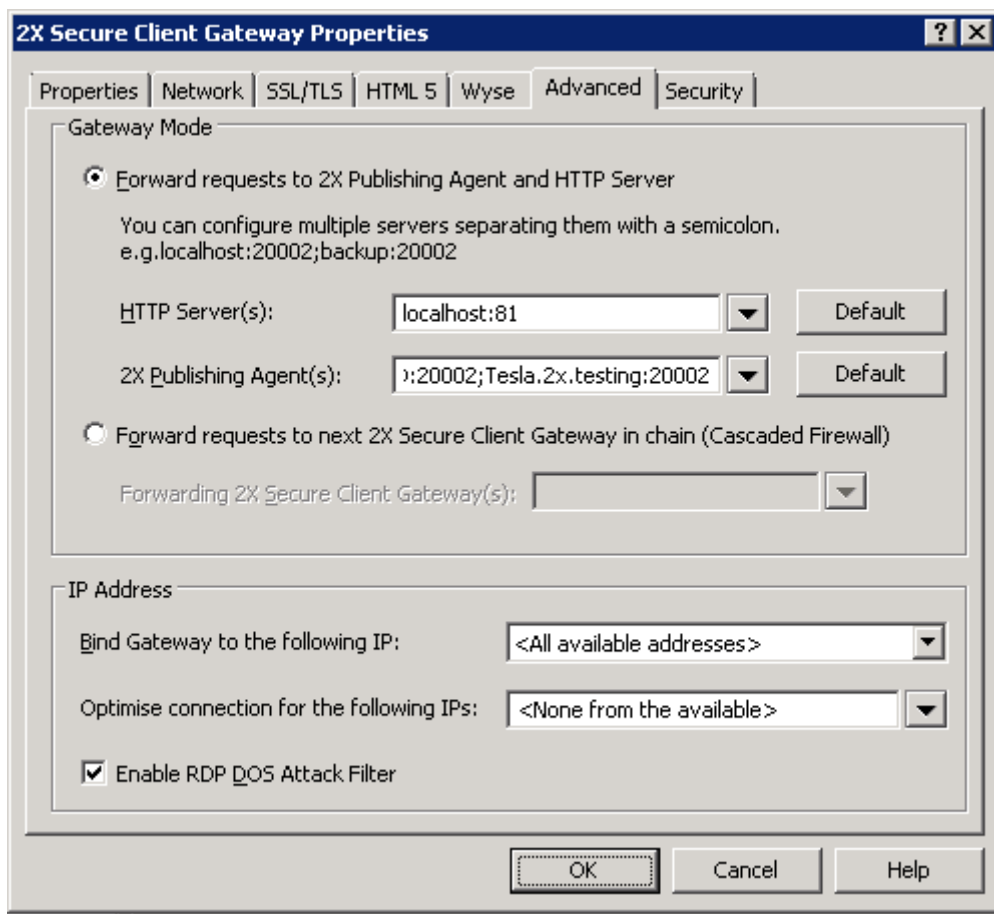 2X Secure Client Gateway Properties
Properties Network SSL/TLS HTML 5 Wyse Advanced Security
Gateway Mode
Forward requests to 2X Publishing Agent and HTTP Server
You can configure multiple servers separating them with a semicolon.
e.g.localhost:20002;backup:20002
HTTP Server(s): localhost:81 Default
2X Publishing Agent(s): :20002;Tesla.2x.testing:20002 Default
Forward requests to next 2X Secure Client Gateway in chain (Cascaded Firewall)
Forwarding 2X Secure Client Gateway(s):
IP Address
Bind Gateway to the following IP: <All available addresses>
Optimise connection for the following IPs: <None from the available>
Enable RDP DOS Attack Filter
OK Cancel Help